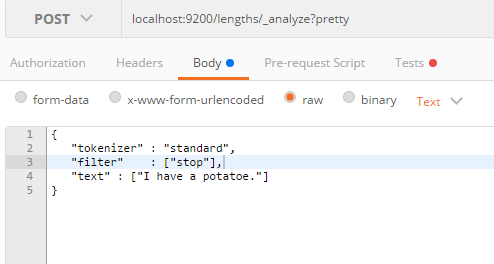 POST localhost:9200/lengths/_analyze?pretty
Authorization Headers Body Pre-request Script Tests
form-data x-www-form-urlencoded raw binary Text
1 {
2 "tokenizer" : "standard",
3 "filter" : ["stop"],
4 "text" : ["I have a potatoe."]
5 }